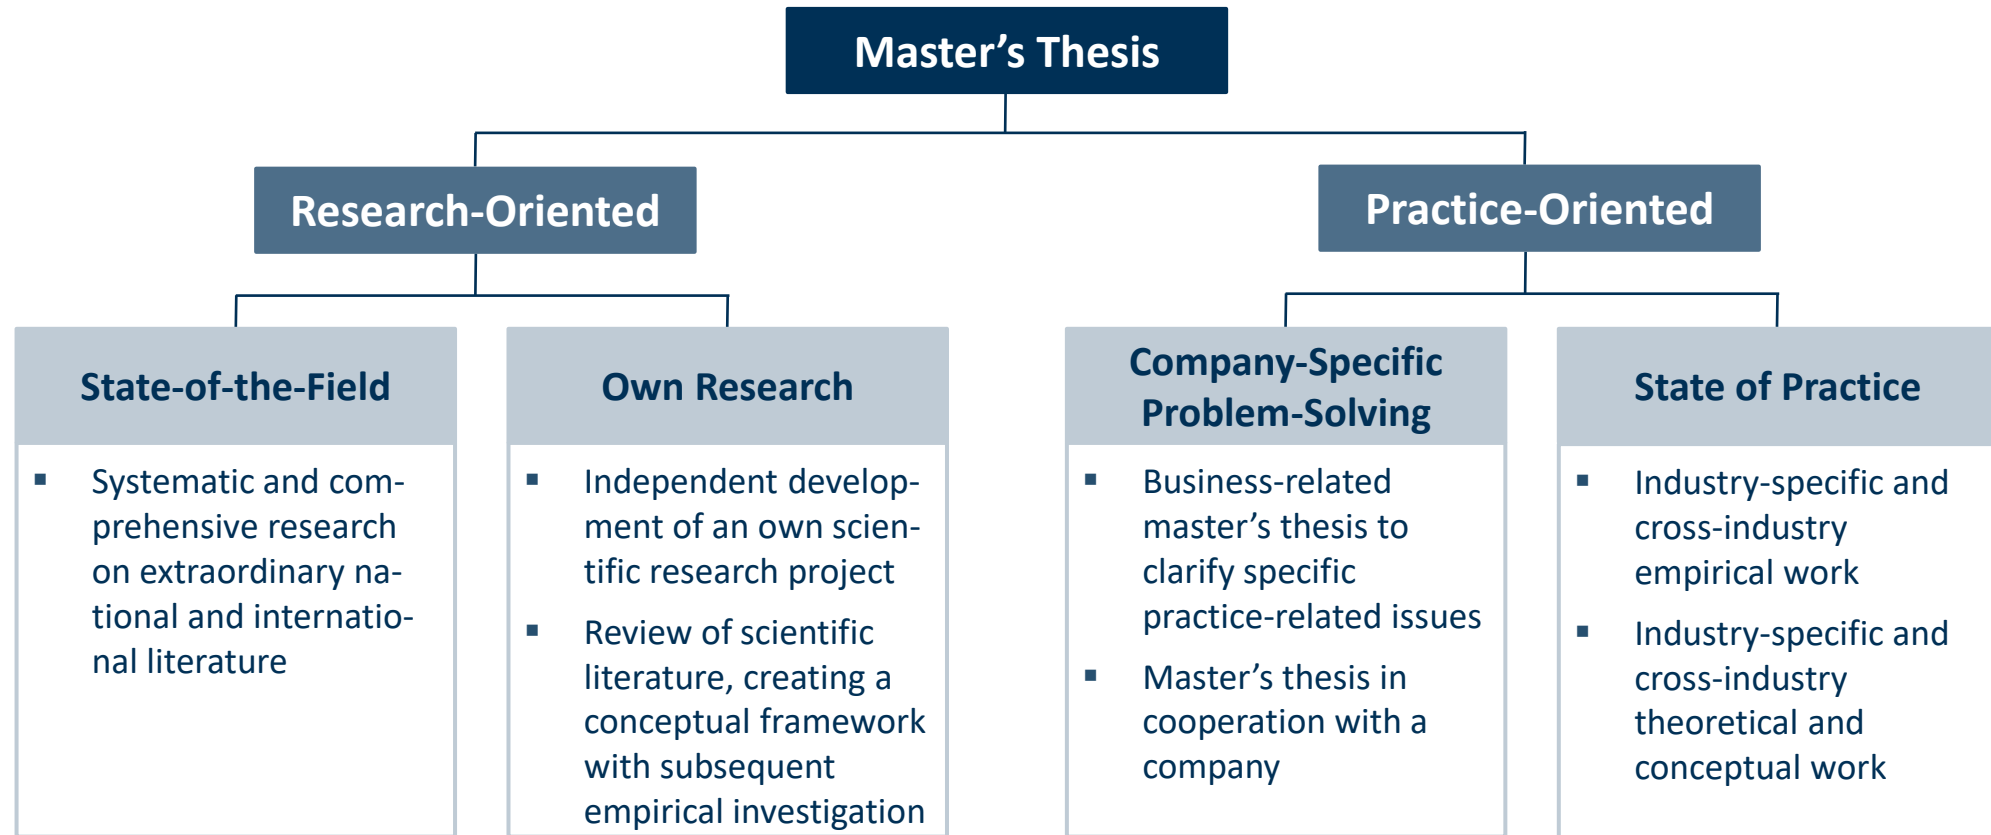 Master’s Thesis
Research-Oriented
Practice-Oriented
State-of-the-Field
▪ Systematic and com-
prehensive research
on extraordinary na-
tional and internatio-
nal literature
Own Research
▪ Independent develop-
ment of an own scien-
tific research project
▪ Review of scientific
literature, creating a
conceptual framework
with subsequent
empirical investigation
Company-Specific
Problem-Solving
▪ Business-related
master’s thesis to
clarify specific
practice-related issues
▪ Master’s thesis in
cooperation with a
company
State of Practice
▪ Industry-specific and
cross-industry
empirical work
▪ Industry-specific and
cross-industry
theoretical and
conceptual work